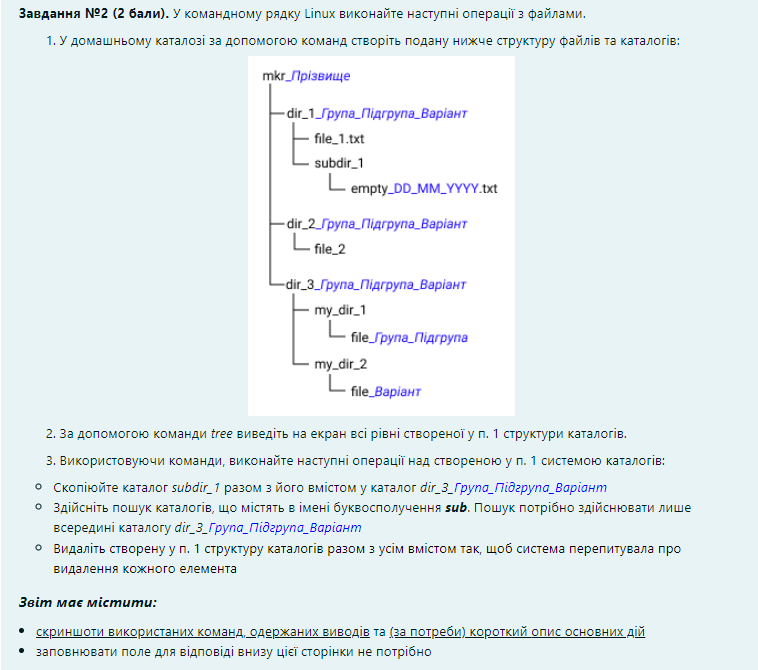 Завдання №2 (2 бали). У командному рядку Linux виконайте наступні операції з файлами.
1. У домашньому каталозі за допомогою команд створіть подану нижче структуру файлів та каталогів:
mkr_Прізвище
dir_1_Група_Підгрупа_Варіант
file_1.txt
subdir_1
empty_DD_MM_YYYY.txt
dir_2_Група_Підгрупа_Варіант
file_2
dir_3_Група_Підгрупа_Варіант
my_dir_1
file_Група_Підгрупа
my_dir_2
file_Варіант
2. За допомогою команди tree виведіть на екран всі рівні створеної у п. 1 структури каталогів.
3. Використовуючи команди, виконайте наступні операції над створеною у п. 1 системою каталогів:
Скопіюйте каталог subdir_1 разом з його вмістом у каталог dir_3_Група_Підгрупа_Варіант
Здійсніть пошук каталогів, що містять в імені буквосполучення sub. Пошук потрібно здійснювати лише
всередині каталогу dir_3_Група_Підгрупа_Варіант
Видаліть створену у п. 1 структуру каталогів разом з усім вмістом так, щоб система перепитувала про
видалення кожного елемента
Звіт має містити:
скриншоти використаних команд, одержаних виводів та (за потреби) короткий опис основних дій
заповнювати поле для відповіді внизу цієї сторінки не потрібно